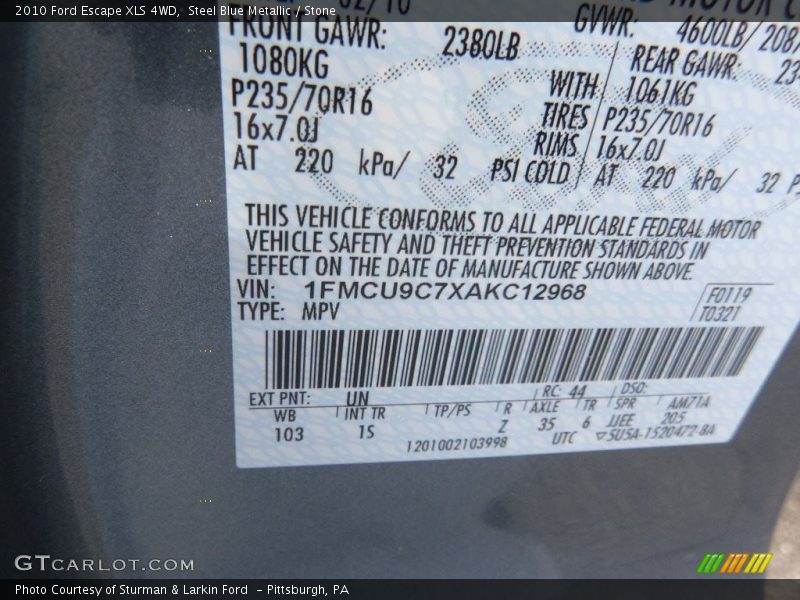 2010 Ford Escape XLS 4WD, Steel Blue Metallic / Stone
FRONT GAWR: 2380LB GVWR: 4600LB/
1080KG WITH REAR GAWR:
P235/70R16 TIRES 1061KG
16x7.0J RIMS P235/70R16
AT 220 kPa/ 32 PSI COLD 16x7.0J
AT 220 kPa/ 32
THIS VEHICLE CONFORMS TO ALL APPLICABLE FEDERAL MOTOR
VEHICLE SAFETY AND THEFT PREVENTION STANDARDS IN
EFFECT ON THE DATE OF MANUFACTURE SHOWN ABOVE.
VIN: 1FMCU9C7XAKC12968 F0119
TYPE: MPV T0321
EXT PNT: UN RC: 44 DSO:
WB INT TR TP/PS R AXLE TR SPR AM71A
103 1S Z 35 6 JJEE 205
1201002103998 UTC ▽5U5A-1520472-BA
GTCARLOT.COM
Photo Courtesy of Sturman & Larkin Ford - Pittsburgh, PA